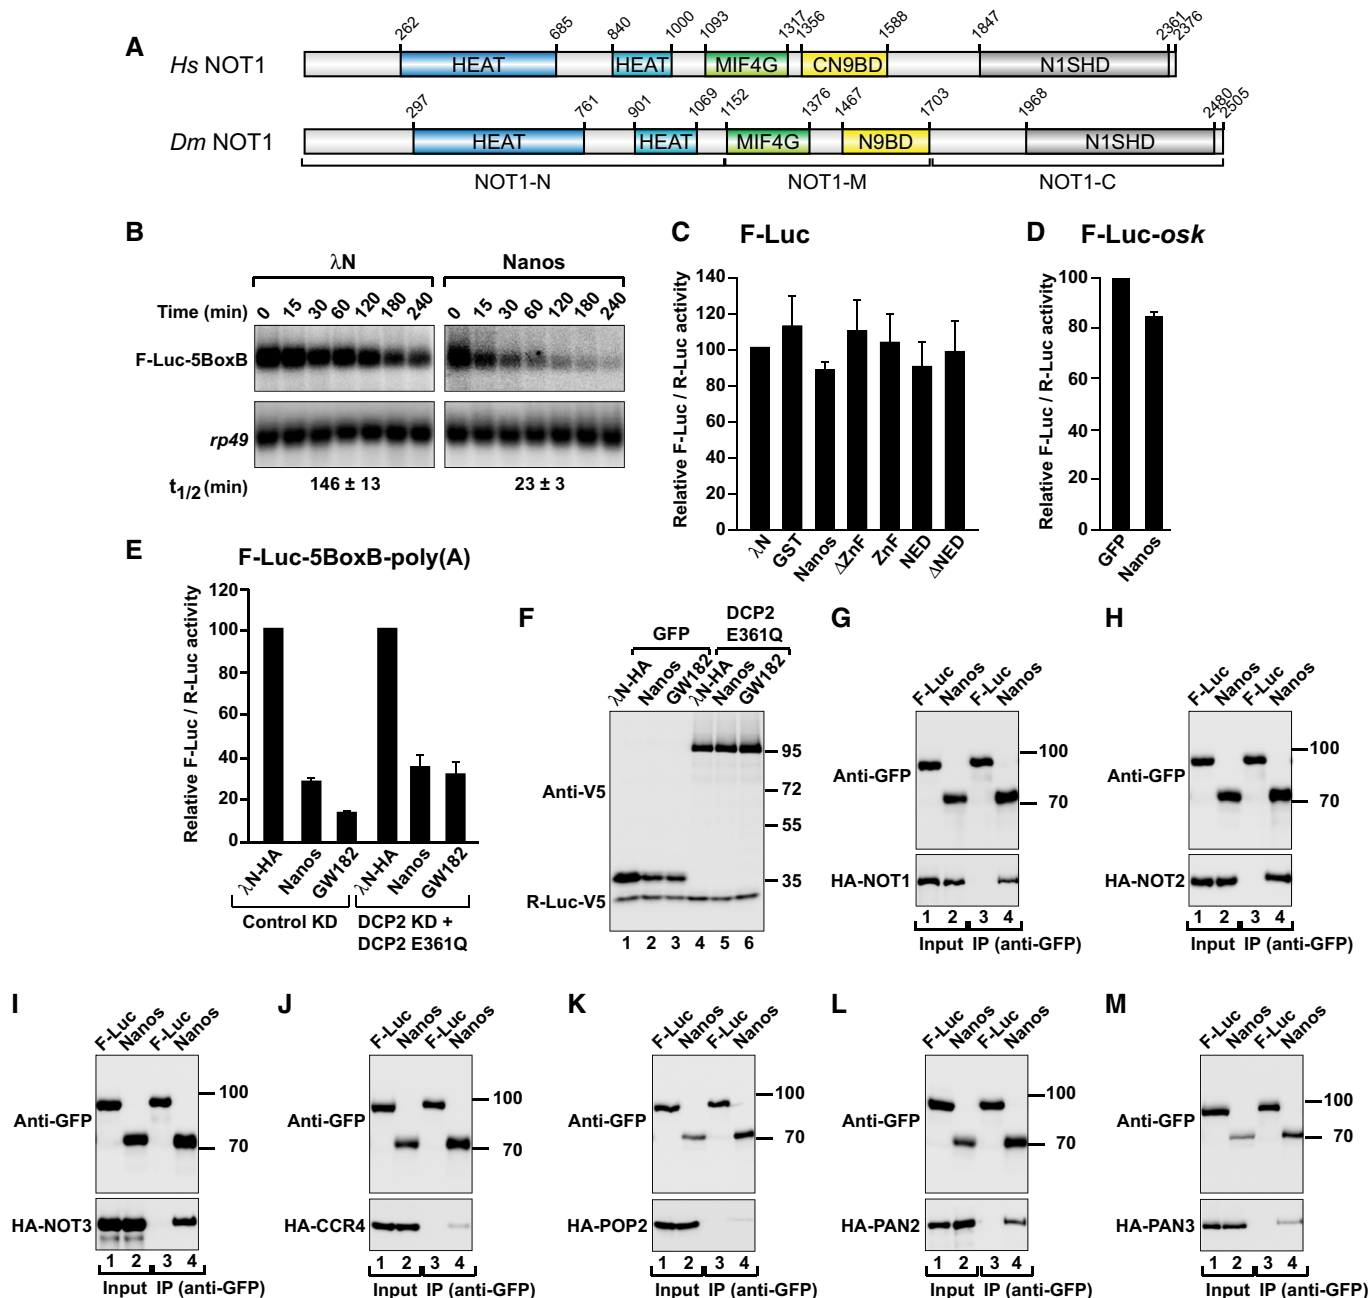 A
262 685 840 1000 1093 1317 1356 1588 1847 2361 2376
Hs NOT1 HEAT HEAT MIF4G CN9BD N1SHD
297 761 901 1069 1152 1376 1467 1703 1968 2480 2505
Dm NOT1 HEAT HEAT MIF4G N9BD N1SHD
NOT1-N NOT1-M NOT1-C
B
λN Nanos
Time (min) 0 15 30 60 120 180 240 0 15 30 60 120 180 240
F-Luc-5BoxB
rp49
t1/2 (min) 146 ± 13 23 ± 3
C F-Luc
Relative F-Luc / R-Luc activity
140
120
100
80
60
40
20
0
λN GST Nanos ΔZnF ZnF NED ΔNED
D F-Luc-osk
Relative F-Luc / R-Luc activity
100
80
60
40
20
0
GFP Nanos
E F-Luc-5BoxB-poly(A)
Relative F-Luc / R-Luc activity
120
100
80
60
40
20
0
λN-HA Nanos GW182 λN-HA Nanos GW182
Control KD DCP2 KD +
DCP2 E361Q
F
GFP DCP2
E361Q
λN-HA Nanos GW182 λN-HA Nanos GW182
Anti-V5
95
72
55
35
R-Luc-V5
1 2 3 4 5 6
G
F-Luc Nanos F-Luc Nanos
Anti-GFP
100
70
HA-NOT1
1 2 3 4
Input IP (anti-GFP)
H
F-Luc Nanos F-Luc Nanos
Anti-GFP
100
70
HA-NOT2
1 2 3 4
Input IP (anti-GFP)
I
F-Luc Nanos F-Luc Nanos
Anti-GFP
100
70
HA-NOT3
1 2 3 4
Input IP (anti-GFP)
J
F-Luc Nanos F-Luc Nanos
Anti-GFP
100
70
HA-CCR4
1 2 3 4
Input IP (anti-GFP)
K
F-Luc Nanos F-Luc Nanos
Anti-GFP
100
70
HA-POP2
1 2 3 4
Input IP (anti-GFP)
L
F-Luc Nanos F-Luc Nanos
Anti-GFP
100
70
HA-PAN2
1 2 3 4
Input IP (anti-GFP)
M
F-Luc Nanos F-Luc Nanos
Anti-GFP
100
70
HA-PAN3
1 2 3 4
Input IP (anti-GFP)